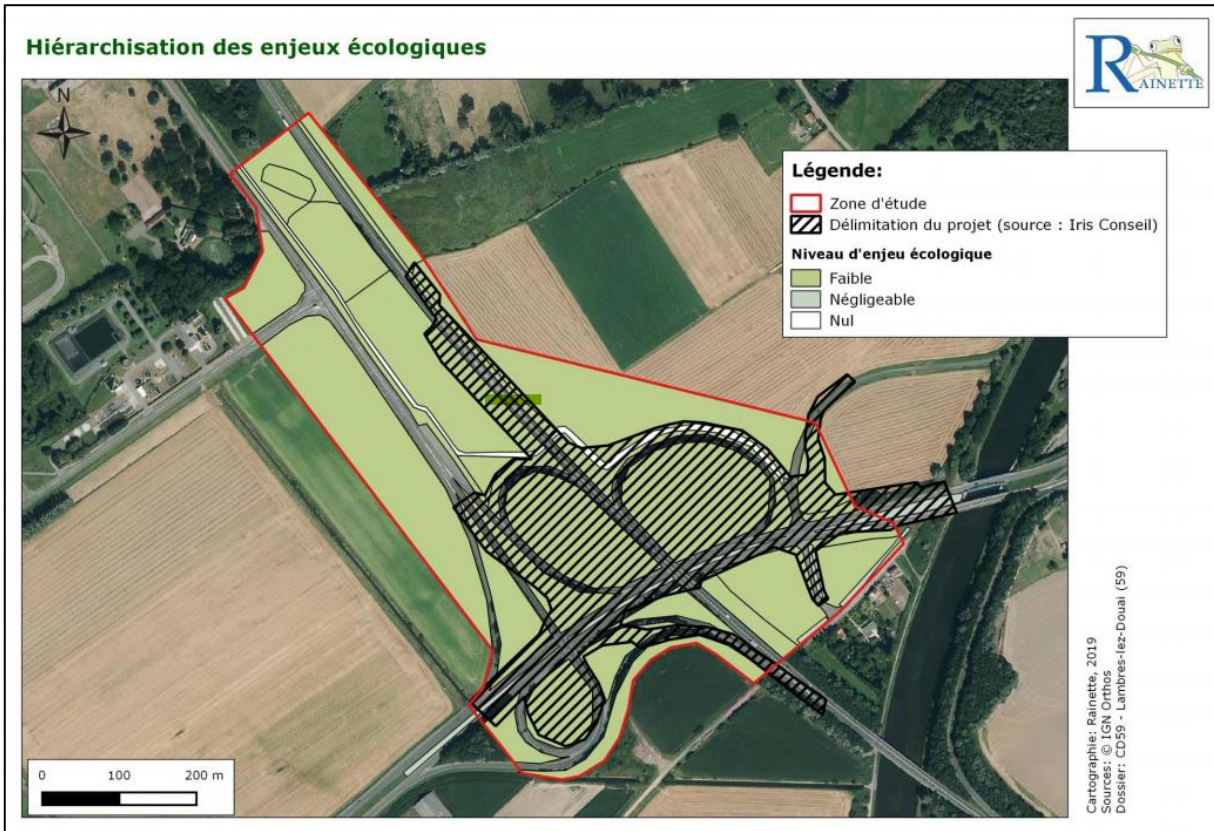 Hiérarchisation des enjeux écologiques
RAINETTE
N
Légende:
Zone d'étude
Délimitation du projet (source : Iris Conseil)
Niveau d'enjeu écologique
Faible
Négligeable
Nul
0 100 200 m
Cartographie: Rainette, 2019
Sources: © IGN Orthos
Dossier: CD59 - Lambres-lez-Douai (59)